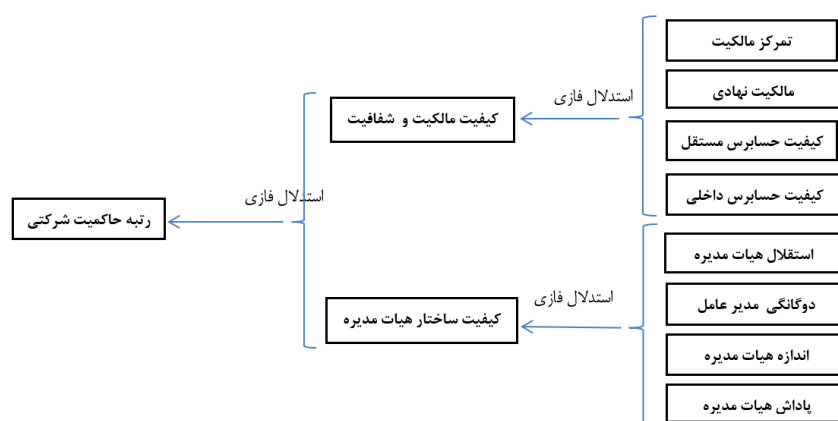 تمرکز مالکیت
مالکیت نهادی
کیفیت حسابرس مستقل
کیفیت حسابرس داخلی
استدلال فازی
کیفیت مالکیت و شفافیت
استقلال هیات مدیره
دوگانگی مدیر عامل
اندازه هیات مدیره
پاداش هیات مدیره
استدلال فازی
کیفیت ساختار هیات مدیره
استدلال فازی
رتبه حاکمیت شرکتی